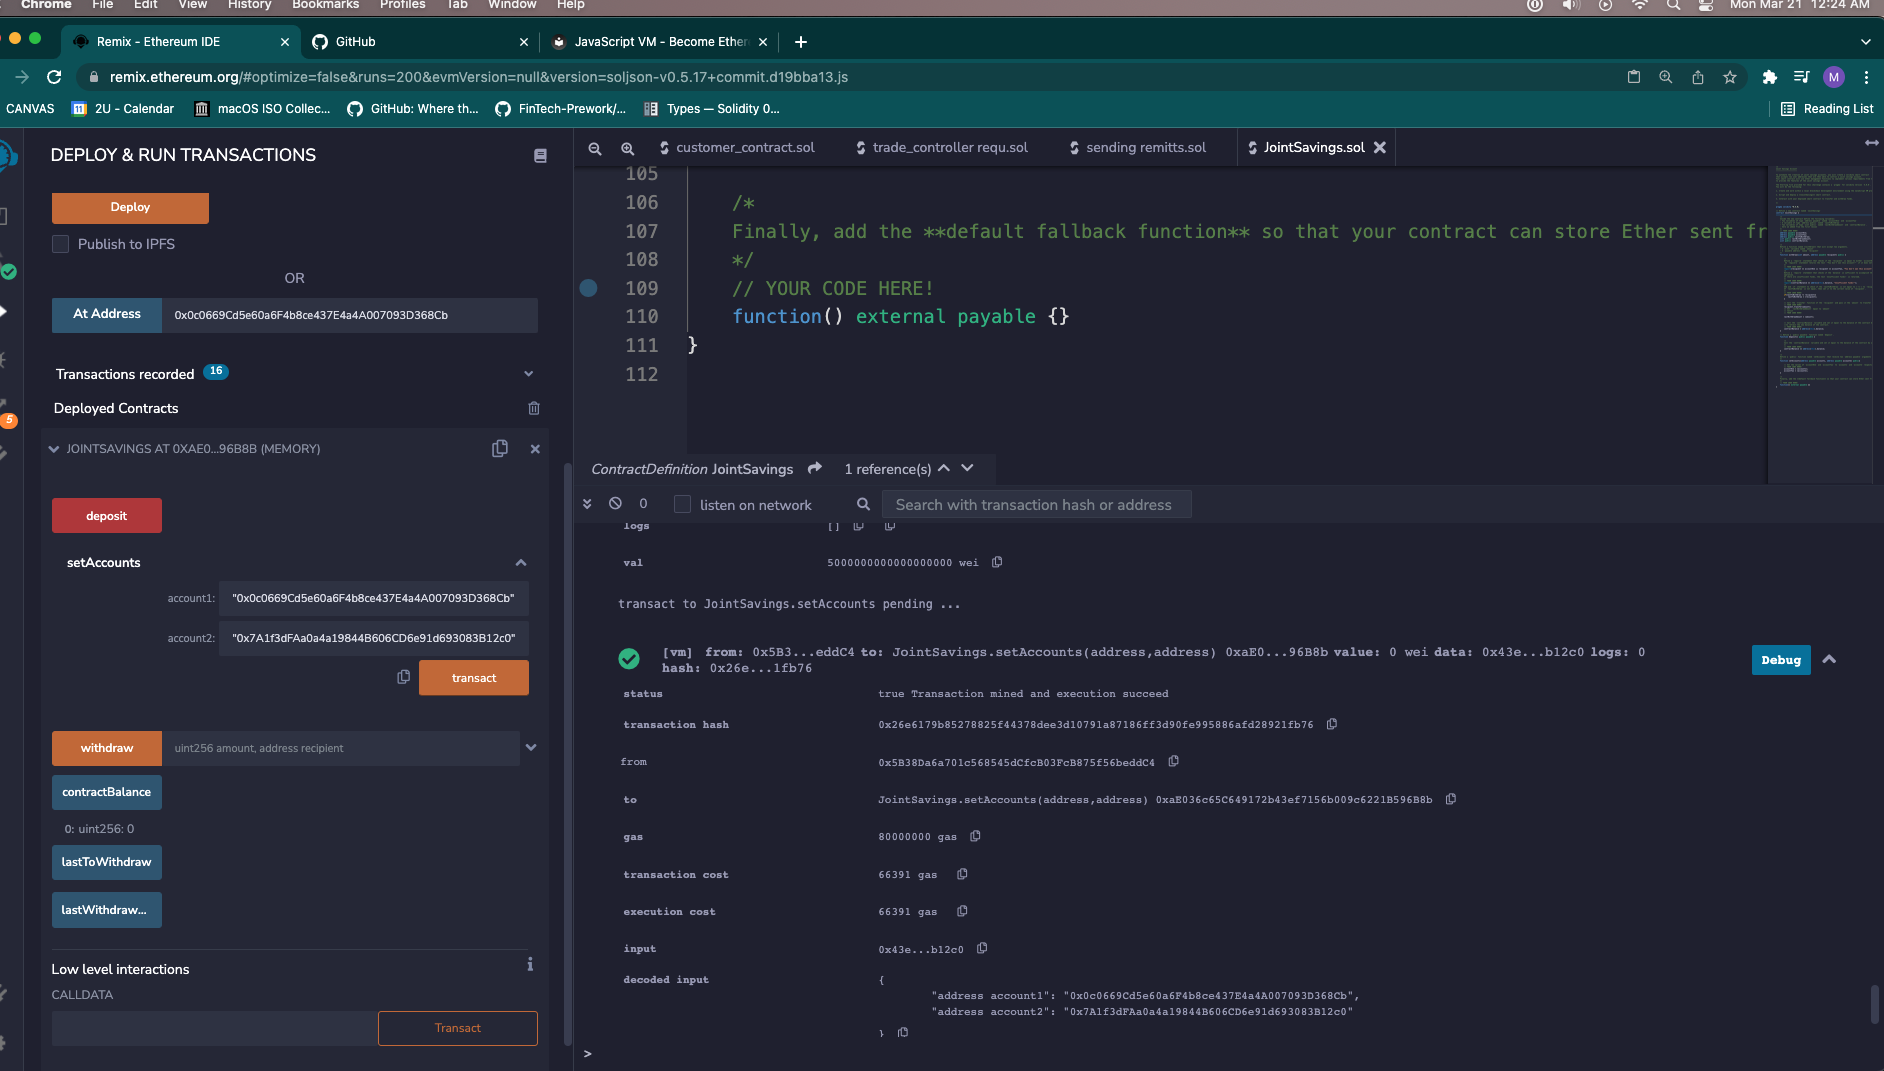 Chrome File Edit View History Bookmarks Profiles Tab Window Help Mon Mar 21 12:24 AM
Remix - Ethereum IDE GitHub JavaScript VM - Become Ether
remix.ethereum.org/#optimize=false&runs=200&evmVersion=null&version=soljson-v0.5.17+commit.d19bba13.js M
CANVAS 11 2U - Calendar macOS ISO Collec... GitHub: Where th... FinTech-Prework/... Types — Solidity 0... Reading List
DEPLOY & RUN TRANSACTIONS
Deploy
Publish to IPFS
OR
At Address 0x0c0669Cd5e60a6F4b8ce437E4a4A007093D368Cb
Transactions recorded 16
Deployed Contracts
5
JOINTSAVINGS AT 0XAE0...96B8B (MEMORY)
deposit
setAccounts
account1: "0x0c0669Cd5e60a6F4b8ce437E4a4A007093D368Cb"
account2: "0x7A1f3dFAa0a4a19844B606CD6e91d693083B12c0"
transact
withdraw uint256 amount, address recipient
contractBalance
0: uint256: 0
lastToWithdraw
lastWithdraw...
Low level interactions
CALLDATA
Transact
customer_contract.sol trade_controller requ.sol sending remitts.sol JointSavings.sol
105
106 /*
107 Finally, add the **default fallback function** so that your contract can store Ether sent fr
108 */
109 // YOUR CODE HERE!
110 function() external payable {}
111 }
112
ContractDefinition JointSavings 1 reference(s)
0 listen on network Search with transaction hash or address
logs []
val 5000000000000000000 wei
transact to JointSavings.setAccounts pending ...
[vm] from: 0x5B3...eddC4 to: JointSavings.setAccounts(address,address) 0xaE0...96B8b value: 0 wei data: 0x43e...b12c0 logs: 0
hash: 0x26e...1fb76
Debug
status true Transaction mined and execution succeed
transaction hash 0x26e6179b85278825f44378dee3d10791a87186ff3d90fe995886afd28921fb76
from 0x5B38Da6a701c568545dCfcB03FcB875f56beddC4
to JointSavings.setAccounts(address,address) 0xaE036c65C649172b43ef7156b009c6221B596B8b
gas 80000000 gas
transaction cost 66391 gas
execution cost 66391 gas
input 0x43e...b12c0
decoded input {
"address account1": "0x0c0669Cd5e60a6F4b8ce437E4a4A007093D368Cb",
"address account2": "0x7A1f3dFAa0a4a19844B606CD6e91d693083B12c0"
}
>